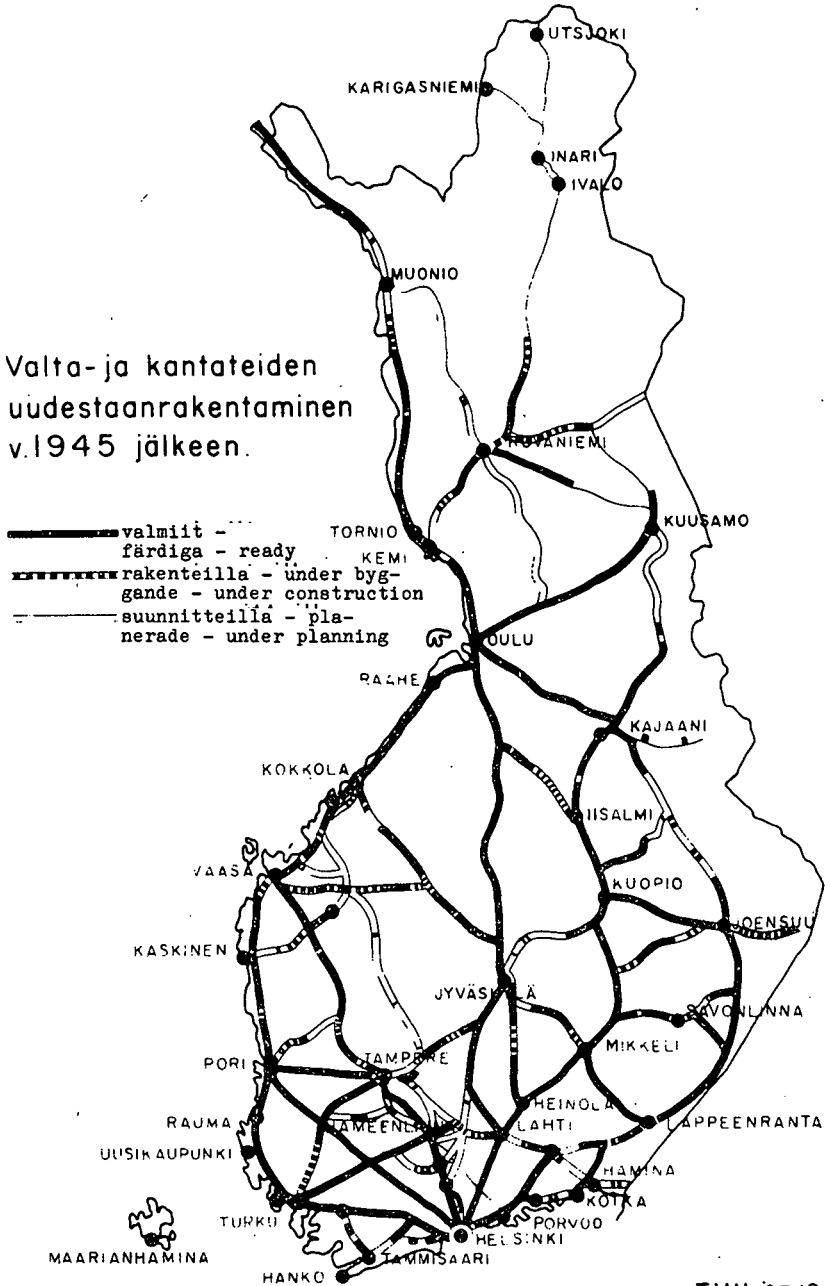 UTSJOKI
KARIGASNIEMI
INARI
IVALO
MUONIO
Valta-ja kantateiden
uudestaanrakentaminen
v.1945 jälkeen.
ROVANIEMI
valmiit -
färdiga - ready
rakenteilla - under byg-
gande - under construction
suunnitteilla - pla-
nerade - under planning
TORNIO
KEMI
KUUSAMO
OULU
RAAHE
KAJAANI
KOKKOLA
IISALMI
VAASA
KUOPIO
JOENSUU
KASKINEN
JYVÄSKYLÄ
SAVONLINNA
MIKKELI
PORI
TAMPERE
HEINOLA
RAUMA
HÄMEENLINNA
LAHTI
LAPPEENRANTA
UUSIKAUPUNKI
HAMINA
KOTKA
TURKU
PORVOO
HELSINKI
MAARIANHAMINA
TAMMISAARI
HANKO